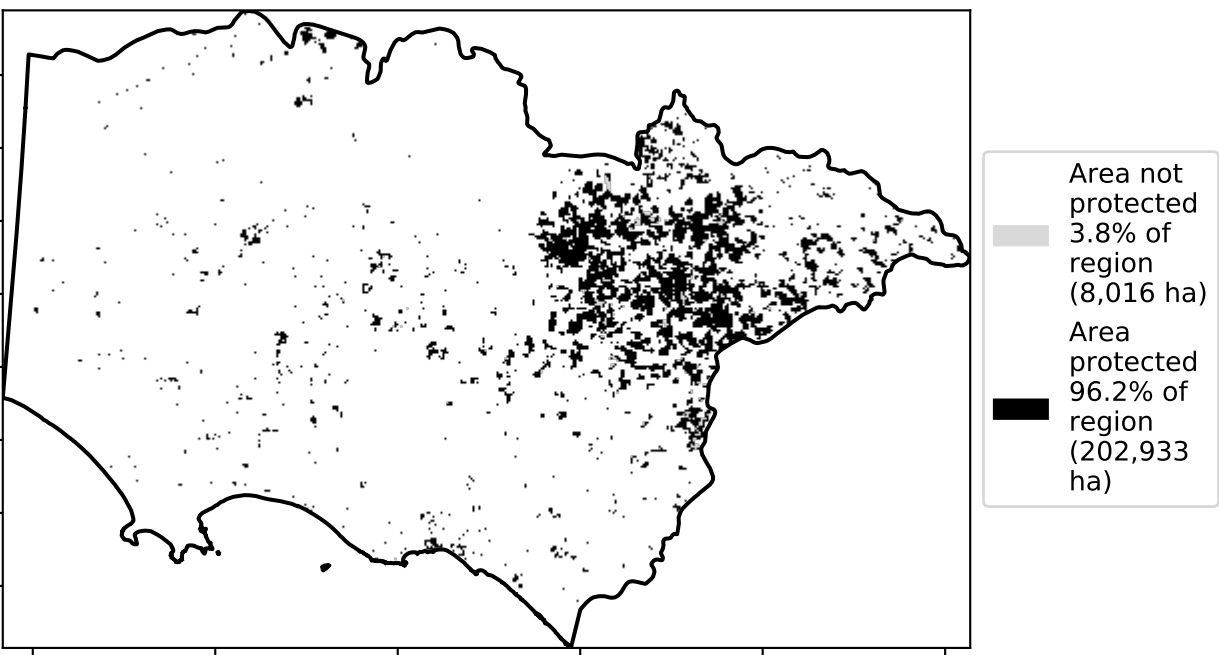 Area not
protected
3.8% of
region
(8,016 ha)
Area
protected
96.2% of
region
(202,933
ha)